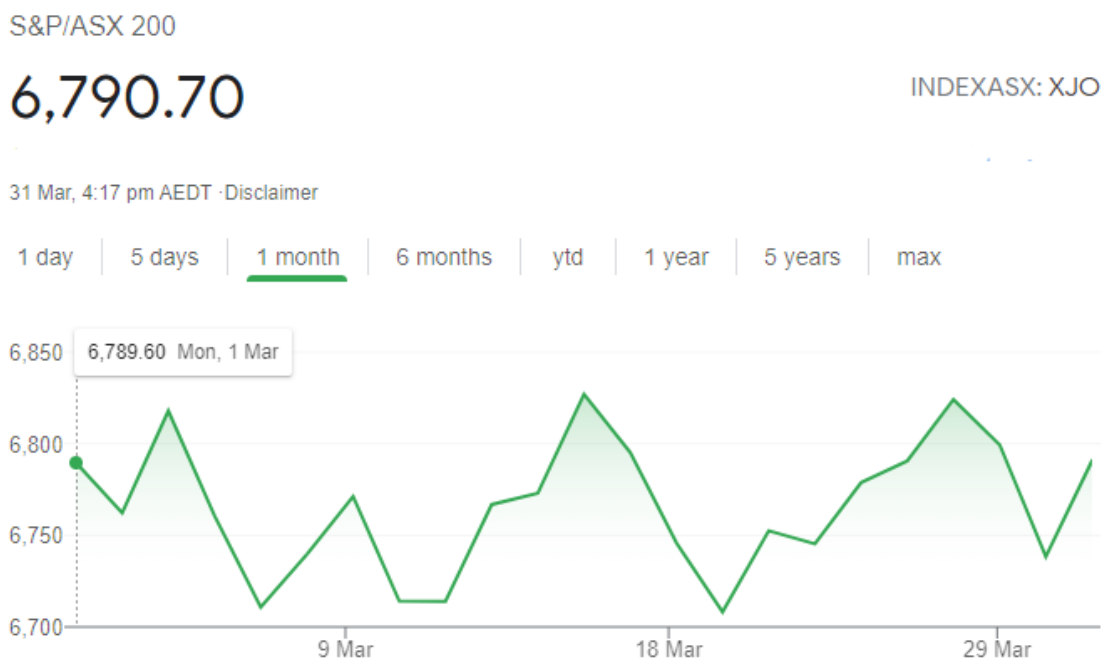 S&P/ASX 200
6,790.70
INDEXASX: XJO
31 Mar, 4:17 pm AEDT ·Disclaimer
1 day 5 days 1 month 6 months ytd 1 year 5 years max
6,850
6,789.60 Mon, 1 Mar
6,800
6,750
6,700
9 Mar 18 Mar 29 Mar